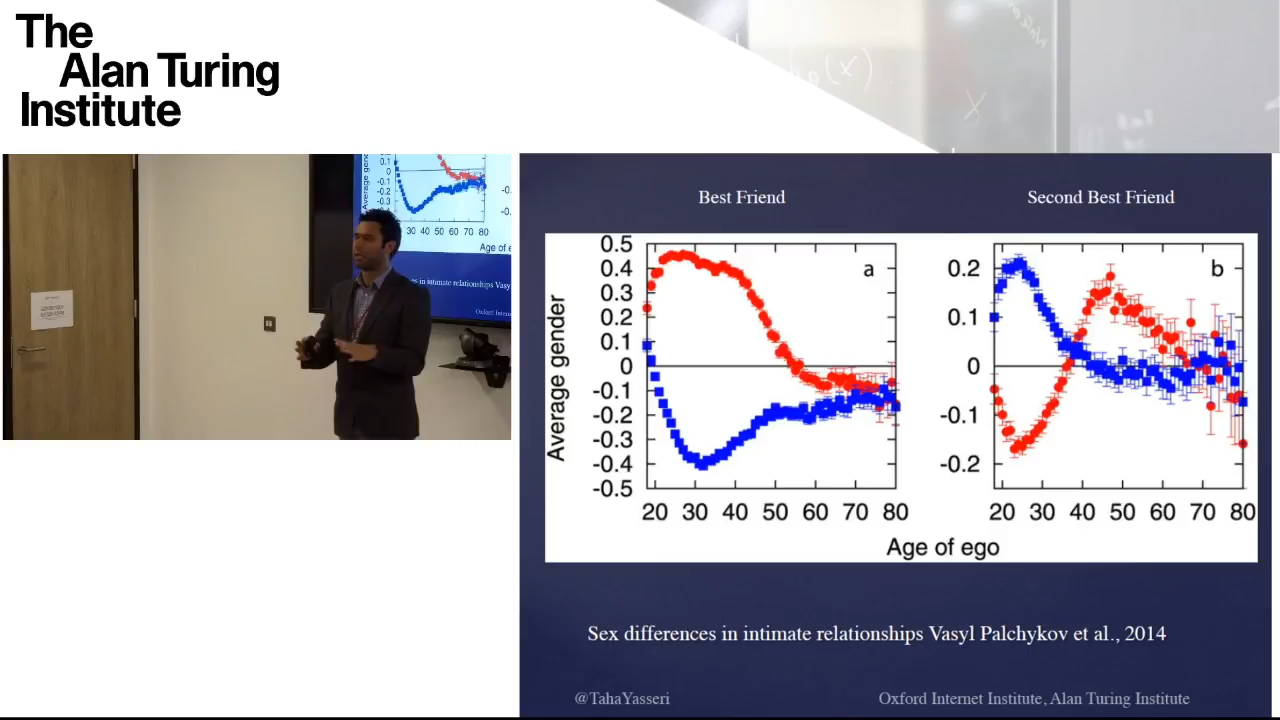 The
Alan Turing
Institute
Best Friend
Second Best Friend
Average gender
0.5
0.4
0.3
0.2
0.1
0
-0.1
-0.2
-0.3
-0.4
-0.5
a
20 30 40 50 60 70 80
0.2
0.1
0
-0.1
-0.2
b
20 30 40 50 60 70 80
Age of ego
Sex differences in intimate relationships Vasyl Palchykov et al., 2014
@TahaYasseri
Oxford Internet Institute, Alan Turing Institute